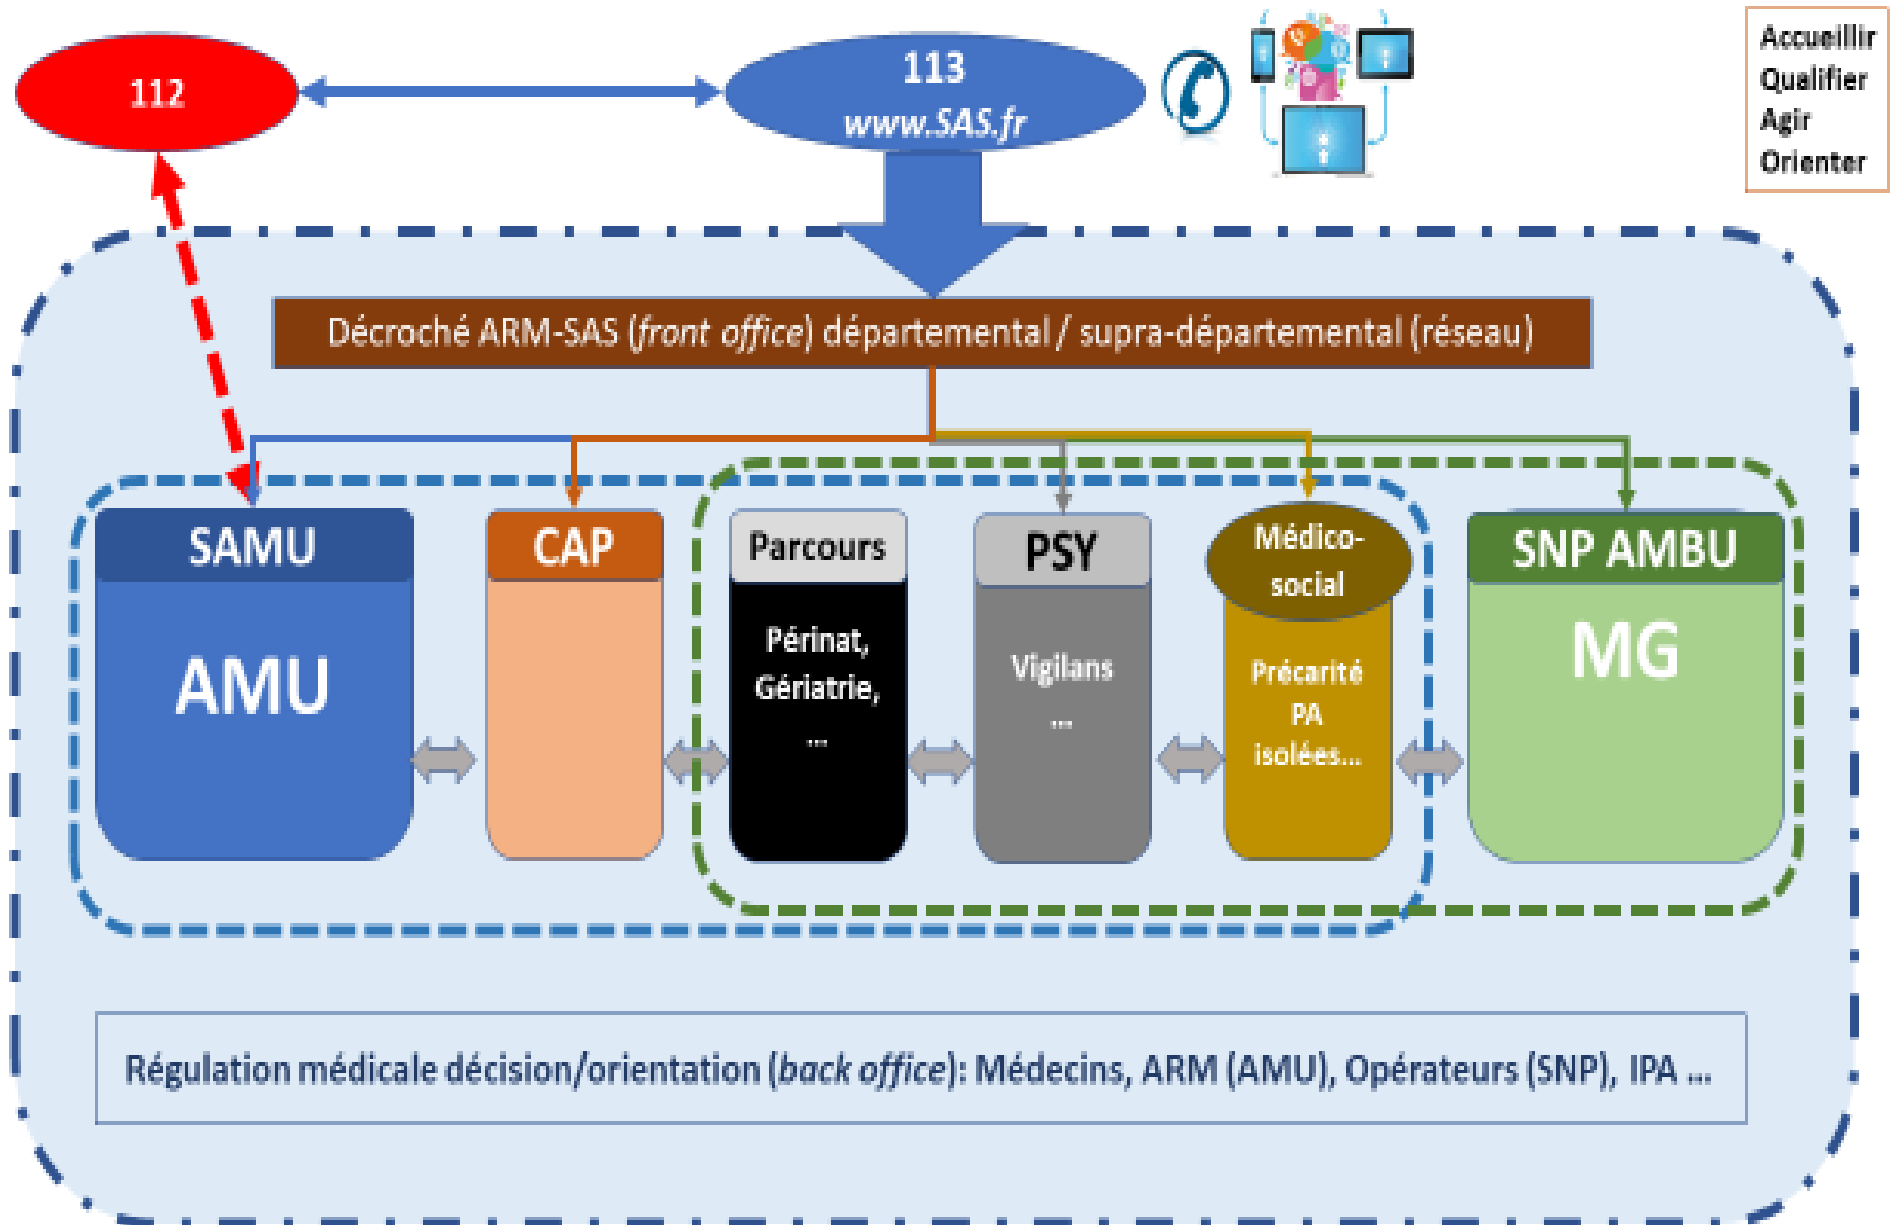 112
113
www.SAS.fr
Accueillir
Qualifier
Agir
Orienter
Décroché ARM-SAS (front office) départemental / supra-départemental (réseau)
SAMU
AMU
CAP
Parcours
Périnat,
Gériatrie,
...
PSY
Vigilans
...
Médico-
social
Précarité
PA
isolées...
SNP AMBU
MG
Régulation médicale décision/orientation (back office): Médecins, ARM (AMU), Opérateurs (SNP), IPA ...